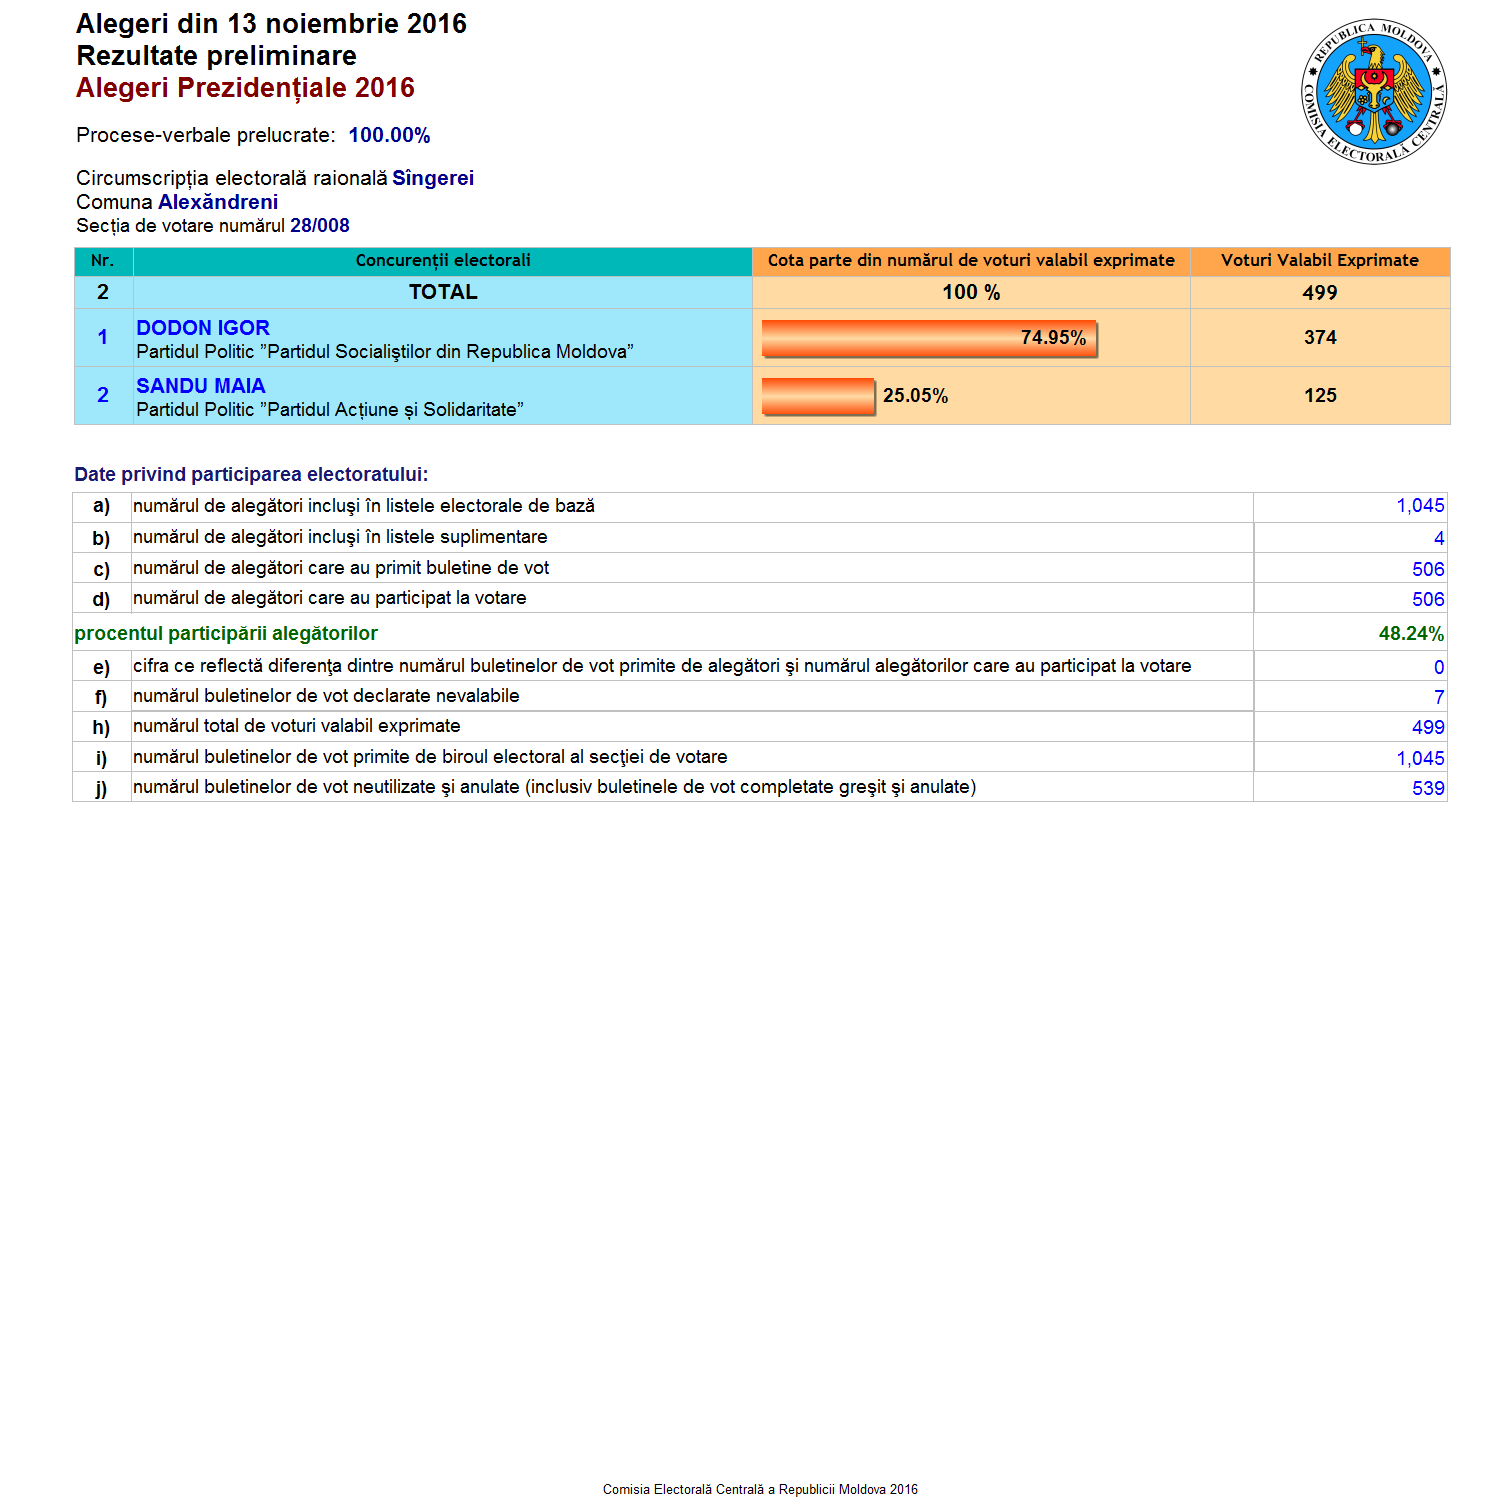 Alegeri din 13 noiembrie 2016
Rezultate preliminare
Alegeri Prezidențiale 2016
REPUBLICA MOLDOVA
COMISIA ELECTORALĂ CENTRALĂ
Procese-verbale prelucrate: 100.00%
Circumscripția electorală raională Sîngerei
Comuna Alexăndreni
Secția de votare numărul 28/008
Nr. Concurenții electorali Cota parte din numărul de voturi valabil exprimate Voturi Valabil Exprimate
2 TOTAL 100 % 499
1 DODON IGOR 74.95% 374
Partidul Politic ”Partidul Socialiştilor din Republica Moldova”
2 SANDU MAIA 25.05% 125
Partidul Politic ”Partidul Acțiune și Solidaritate”
Date privind participarea electoratului:
a) numărul de alegători incluşi în listele electorale de bază 1,045
b) numărul de alegători incluşi în listele suplimentare 4
c) numărul de alegători care au primit buletine de vot 506
d) numărul de alegători care au participat la votare 506
procentul participării alegătorilor 48.24%
e) cifra ce reflectă diferenţa dintre numărul buletinelor de vot primite de alegători şi numărul alegătorilor care au participat la votare 0
f) numărul buletinelor de vot declarate nevalabile 7
h) numărul total de voturi valabil exprimate 499
i) numărul buletinelor de vot primite de biroul electoral al secţiei de votare 1,045
j) numărul buletinelor de vot neutilizate şi anulate (inclusiv buletinele de vot completate greşit şi anulate) 539
Comisia Electorală Centrală a Republicii Moldova 2016